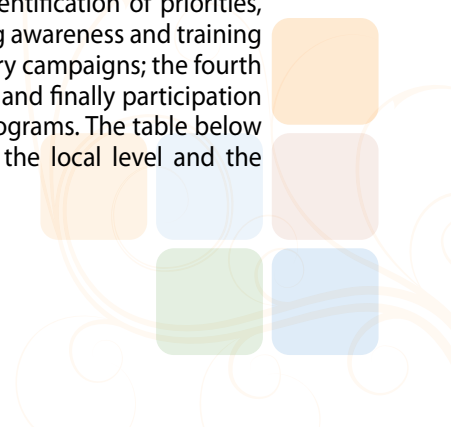 entification of priorities,
g awareness and training
ry campaigns; the fourth
and finally participation
ograms. The table below
the local level and the